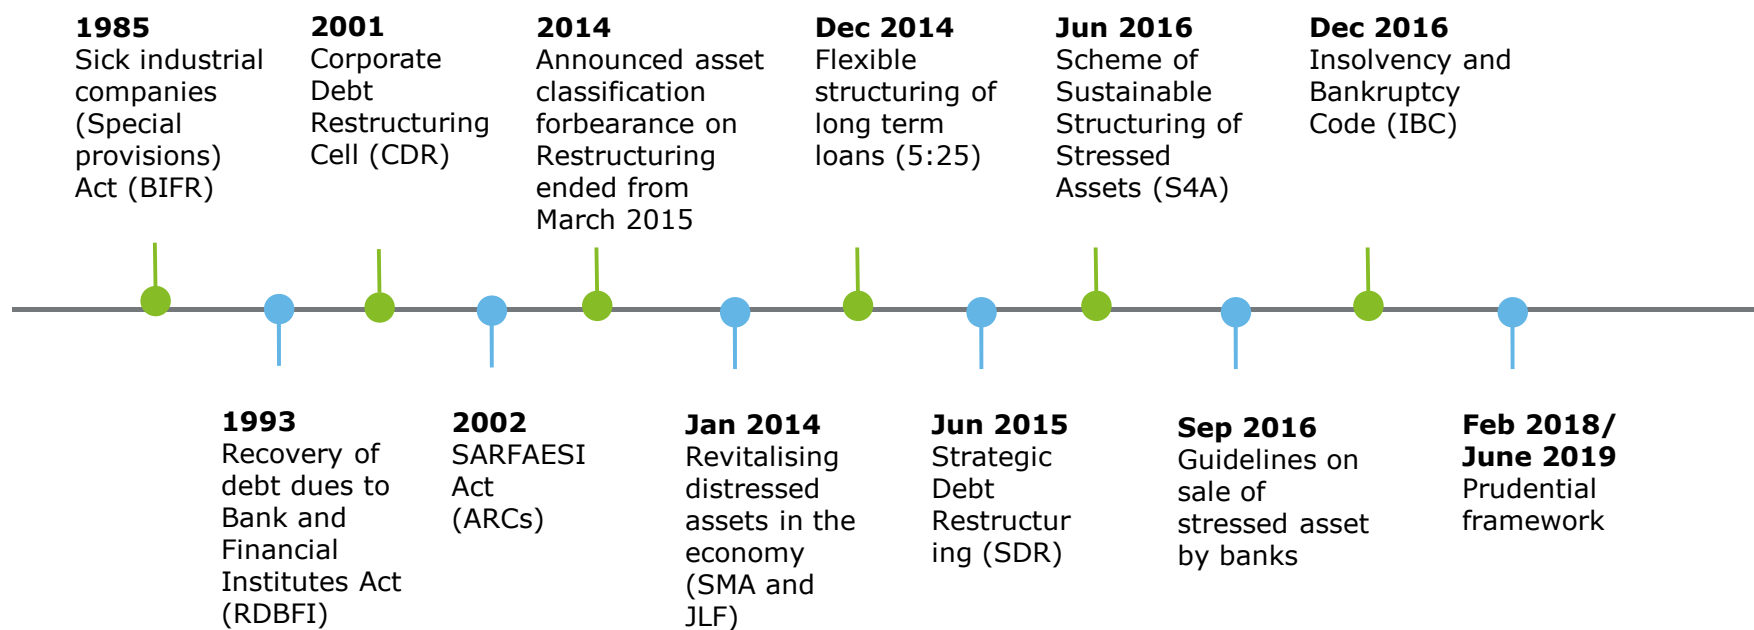 1985
Sick industrial
companies
(Special
provisions)
Act (BIFR)
2001
Corporate
Debt
Restructuring
Cell (CDR)
2014
Announced asset
classification
forbearance on
Restructuring
ended from
March 2015
Dec 2014
Flexible
structuring of
long term
loans (5:25)
Jun 2016
Scheme of
Sustainable
Structuring of
Stressed
Assets (S4A)
Dec 2016
Insolvency and
Bankruptcy
Code (IBC)
1993
Recovery of
debt dues to
Bank and
Financial
Institutes Act
(RDBFI)
2002
SARFAESI
Act
(ARCs)
Jan 2014
Revitalising
distressed
assets in the
economy
(SMA and
JLF)
Jun 2015
Strategic
Debt
Restructur
ing (SDR)
Sep 2016
Guidelines on
sale of
stressed asset
by banks
Feb 2018/
June 2019
Prudential
framework